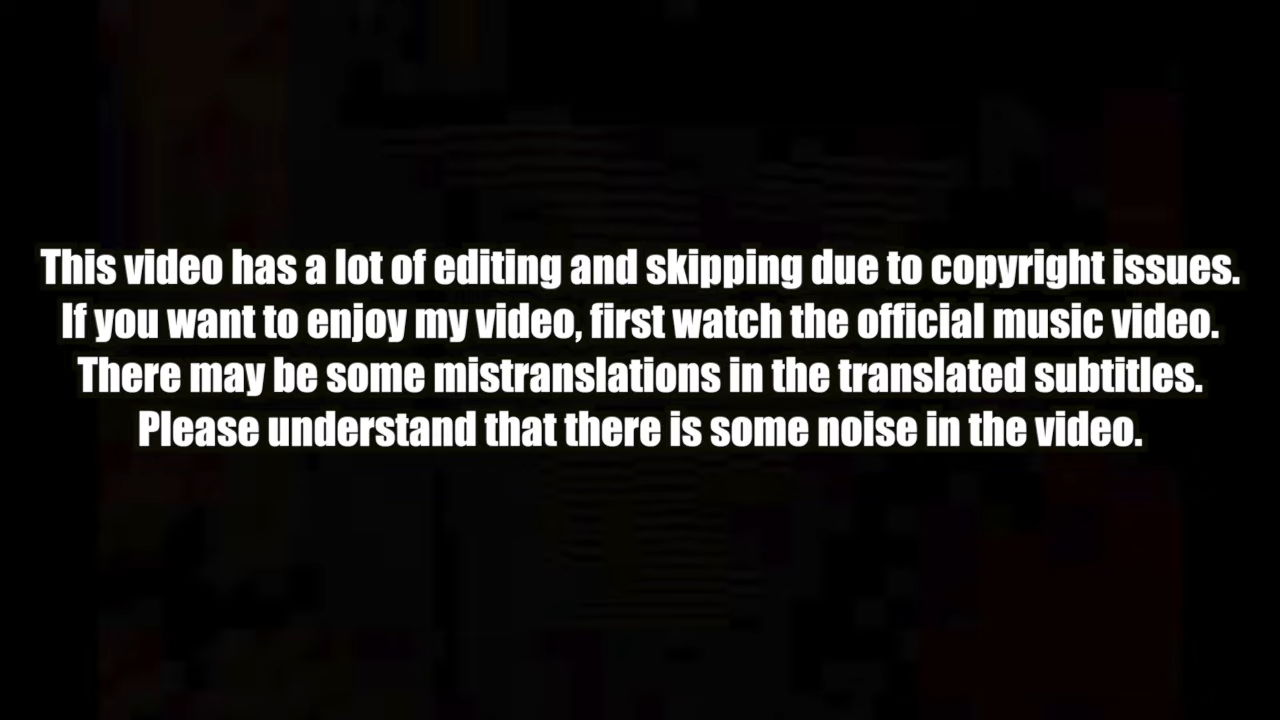 This video has a lot of editing and skipping due to copyright issues.
If you want to enjoy my video, first watch the official music video.
There may be some mistranslations in the translated subtitles.
Please understand that there is some noise in the video.